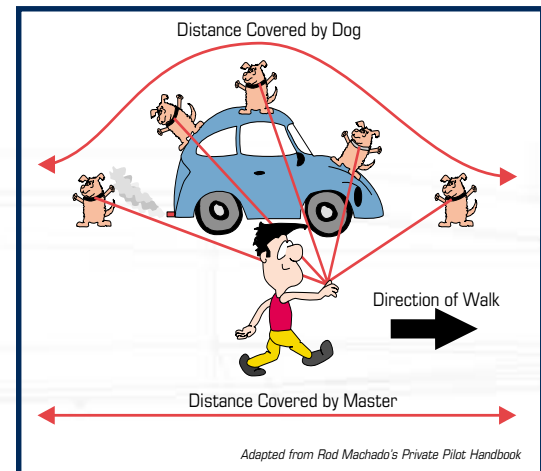 Distance Covered by Dog
Direction of Walk
Distance Covered by Master
Adapted from Rod Machado's Private Pilot Handbook